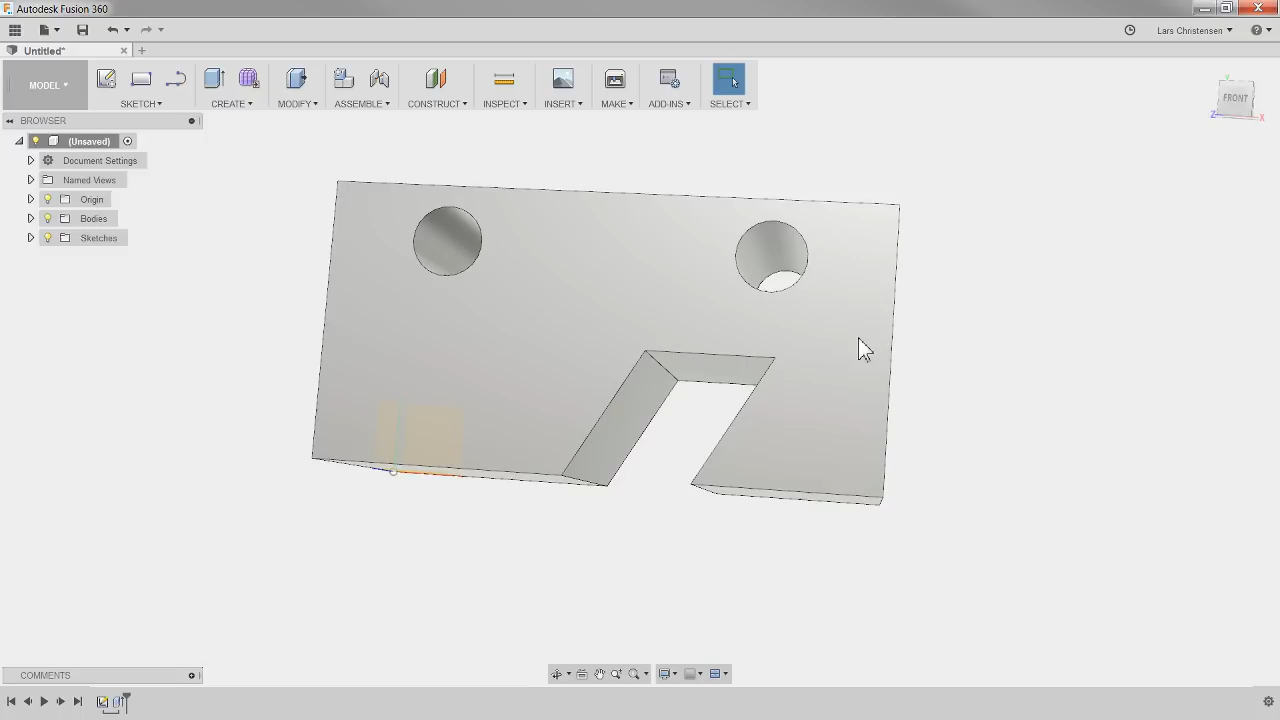 Autodesk Fusion 360
Lars Christensen
Untitled*
MODEL
SKETCH
CREATE
MODIFY
ASSEMBLE
CONSTRUCT
INSPECT
INSERT
MAKE
ADD-INS
SELECT
FRONT
Y
Z
X
BROWSER
(Unsaved)
Document Settings
Named Views
Origin
Bodies
Sketches
COMMENTS